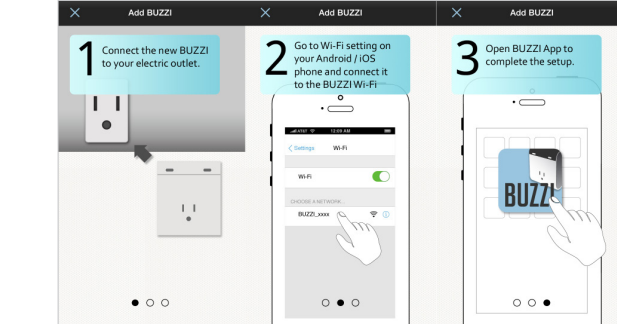 Add BUZZI
1
Connect the new BUZZI
to your electric outlet.
Add BUZZI
2
Go to Wi-Fi setting on
your Android / iOS
phone and connect it
to the BUZZI Wi-Fi
AT&T
12:00 AM
Settings
Wi-Fi
Wi-Fi
CHOOSE A NETWORK...
BUZZI_xxxx
Add BUZZI
3
Open BUZZI App to
complete the setup.
BUZZI